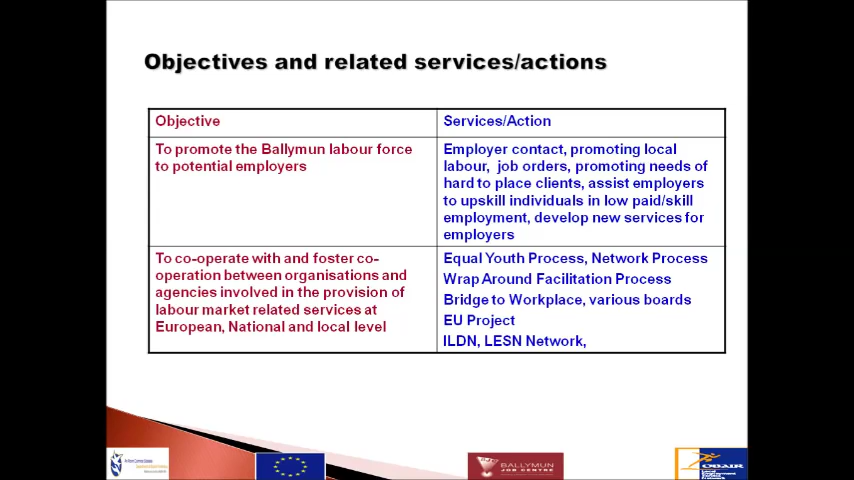 Objectives and related services/actions
Objective
Services/Action
To promote the Ballymun labour force
to potential employers
Employer contact, promoting local
labour, job orders, promoting needs of
hard to place clients, assist employers
to upskill individuals in low paid/skill
employment, develop new services for
employers
To co-operate with and foster co-
operation between organisations and
agencies involved in the provision of
labour market related services at
European, National and local level
Equal Youth Process, Network Process
Wrap Around Facilitation Process
Bridge to Workplace, various boards
EU Project
ILDN, LESN Network,
BALLYMUN
JOB CENTRE
OBAIR